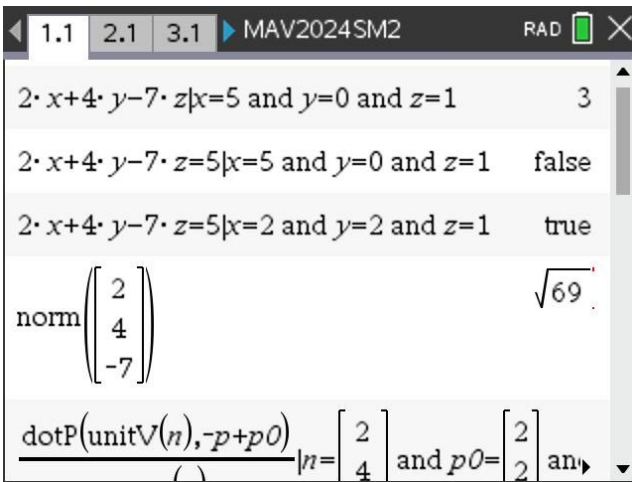 1.1 2.1 3.1 MAV2024SM2 RAD
2· x+4· y−7· z|x=5 and y=0 and z=1 3
2· x+4· y−7· z=5|x=5 and y=0 and z=1 false
2· x+4· y−7· z=5|x=2 and y=2 and z=1 true
norm([2 4 -7]) √69
dotP(unitV(n),-p+p0)
|n=[2 4 and p0=[2 2 and